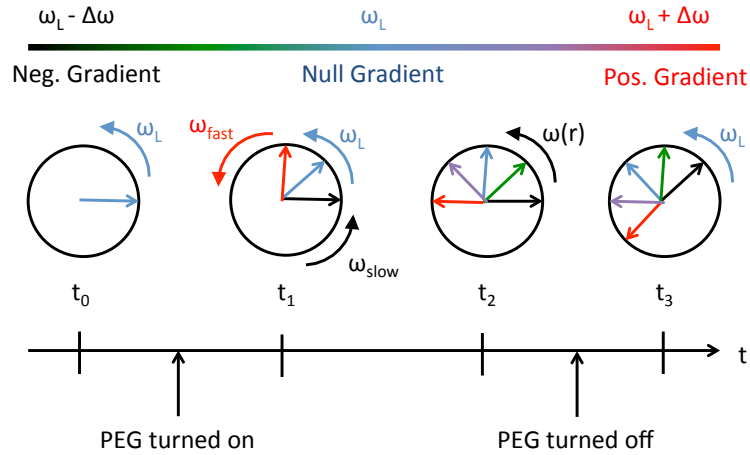 ω_L - Δω ω_L ω_L + Δω
Neg. Gradient Null Gradient Pos. Gradient
ω_L ω_fast ω_L ω(r) ω_L
ω_slow
t_0 t_1 t_2 t_3
t
PEG turned on PEG turned off